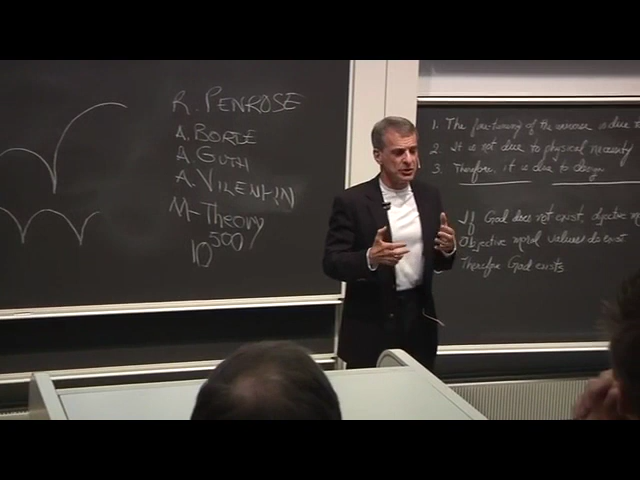 R. PENROSE
A. BORDE
A. GUTH
A. VILENKIN
M-THEORY
10^500
1. The fine-tuning of the universe is due to
2. It is not due to physical necessity
3. Therefore, it is due to design
If God does not exist, objective m
Objective moral values do exist.
Therefore God exists